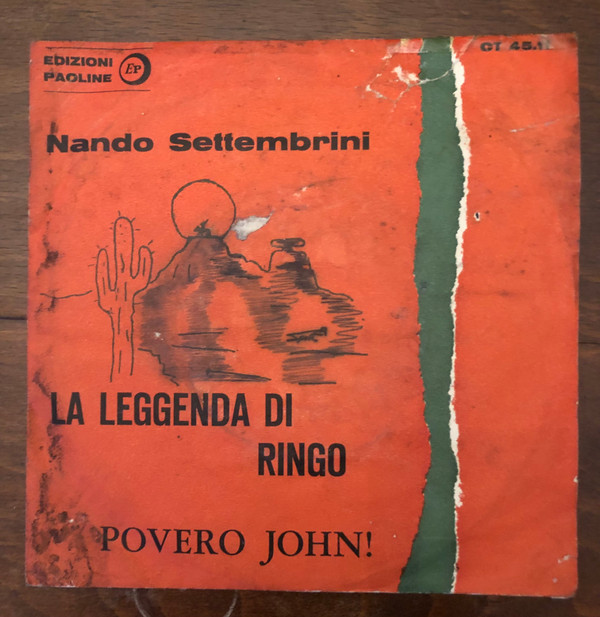 EDIZIONI
PAOLINE
EP
CT 45.1
Nando Settembrini
LA LEGGENDA DI
RINGO
POVERO JOHN!